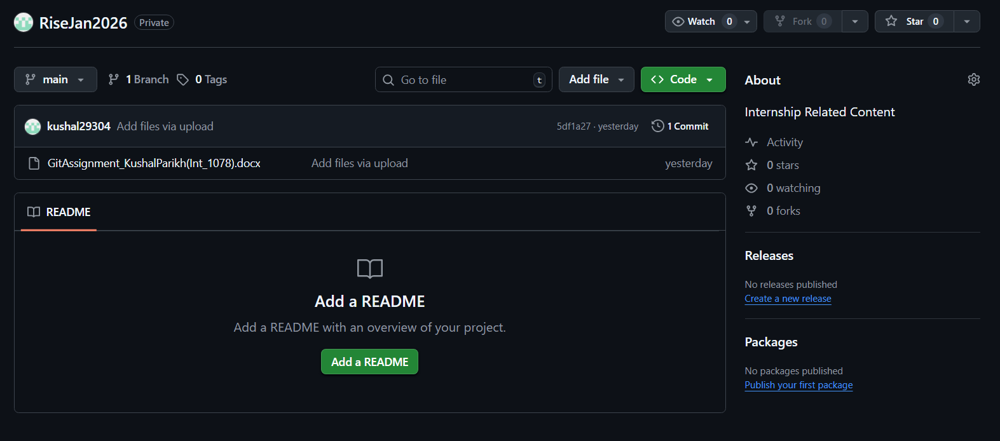 RiseJan2026 Private Watch 0 Fork 0 Star 0
main 1 Branch 0 Tags Go to file t Add file Code
kushal29304 Add files via upload 5df1a27 · yesterday 1 Commit
GitAssignment_KushalParikh(Int_1078).docx Add files via upload yesterday
README
Add a README
Add a README with an overview of your project.
Add a README
About
Internship Related Content
Activity
0 stars
0 watching
0 forks
Releases
No releases published
Create a new release
Packages
No packages published
Publish your first package